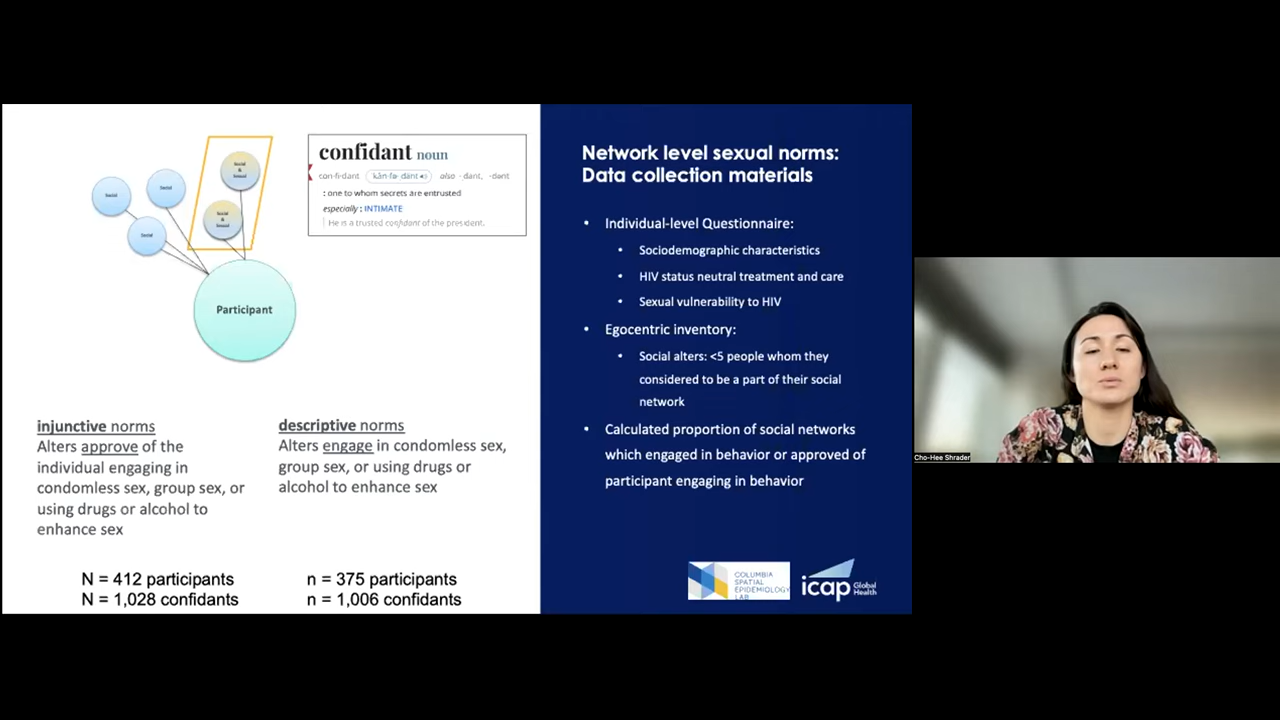 Social
&
Sexual
Social
Social
Social
&
Sexual
Social
Participant
confidant noun
con·fi·dant
also
-dant, -dänt
: one to whom secrets are entrusted
especially : INTIMATE
He is a trusted confidant of the president.
injunctive norms
Alters approve of the
individual engaging in
condomless sex, group sex, or
using drugs or alcohol to
enhance sex
descriptive norms
Alters engage in condomless sex,
group sex, or using drugs or
alcohol to enhance sex
N = 412 participants
N = 1,028 confidants
n = 375 participants
n = 1,006 confidants
Network level sexual norms:
Data collection materials
• Individual-level Questionnaire:
• Sociodemographic characteristics
• HIV status neutral treatment and care
• Sexual vulnerability to HIV
• Egocentric inventory:
• Social alters: <5 people whom they
considered to be a part of their social
network
• Calculated proportion of social networks
which engaged in behavior or approved of
participant engaging in behavior
COLUMBIA
SPATIAL
EPIDEMIOLOGY
LAB
icap Global
Health
Cho-Hee Shrader